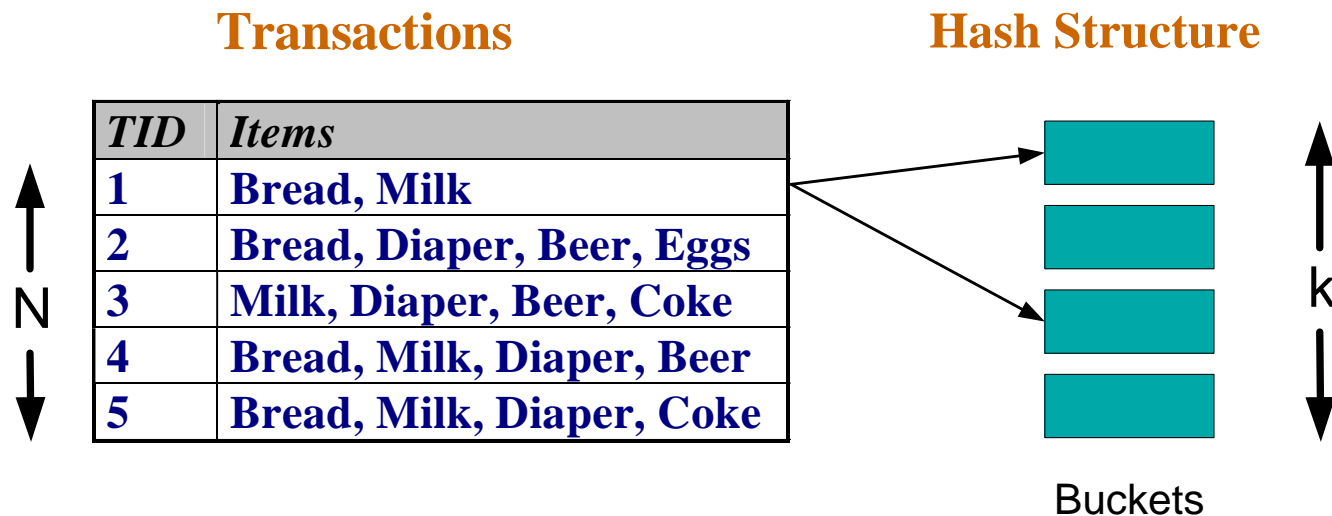 Transactions
Hash Structure
TID Items
1 Bread, Milk
2 Bread, Diaper, Beer, Eggs
3 Milk, Diaper, Beer, Coke
4 Bread, Milk, Diaper, Beer
5 Bread, Milk, Diaper, Coke
N
k
Buckets